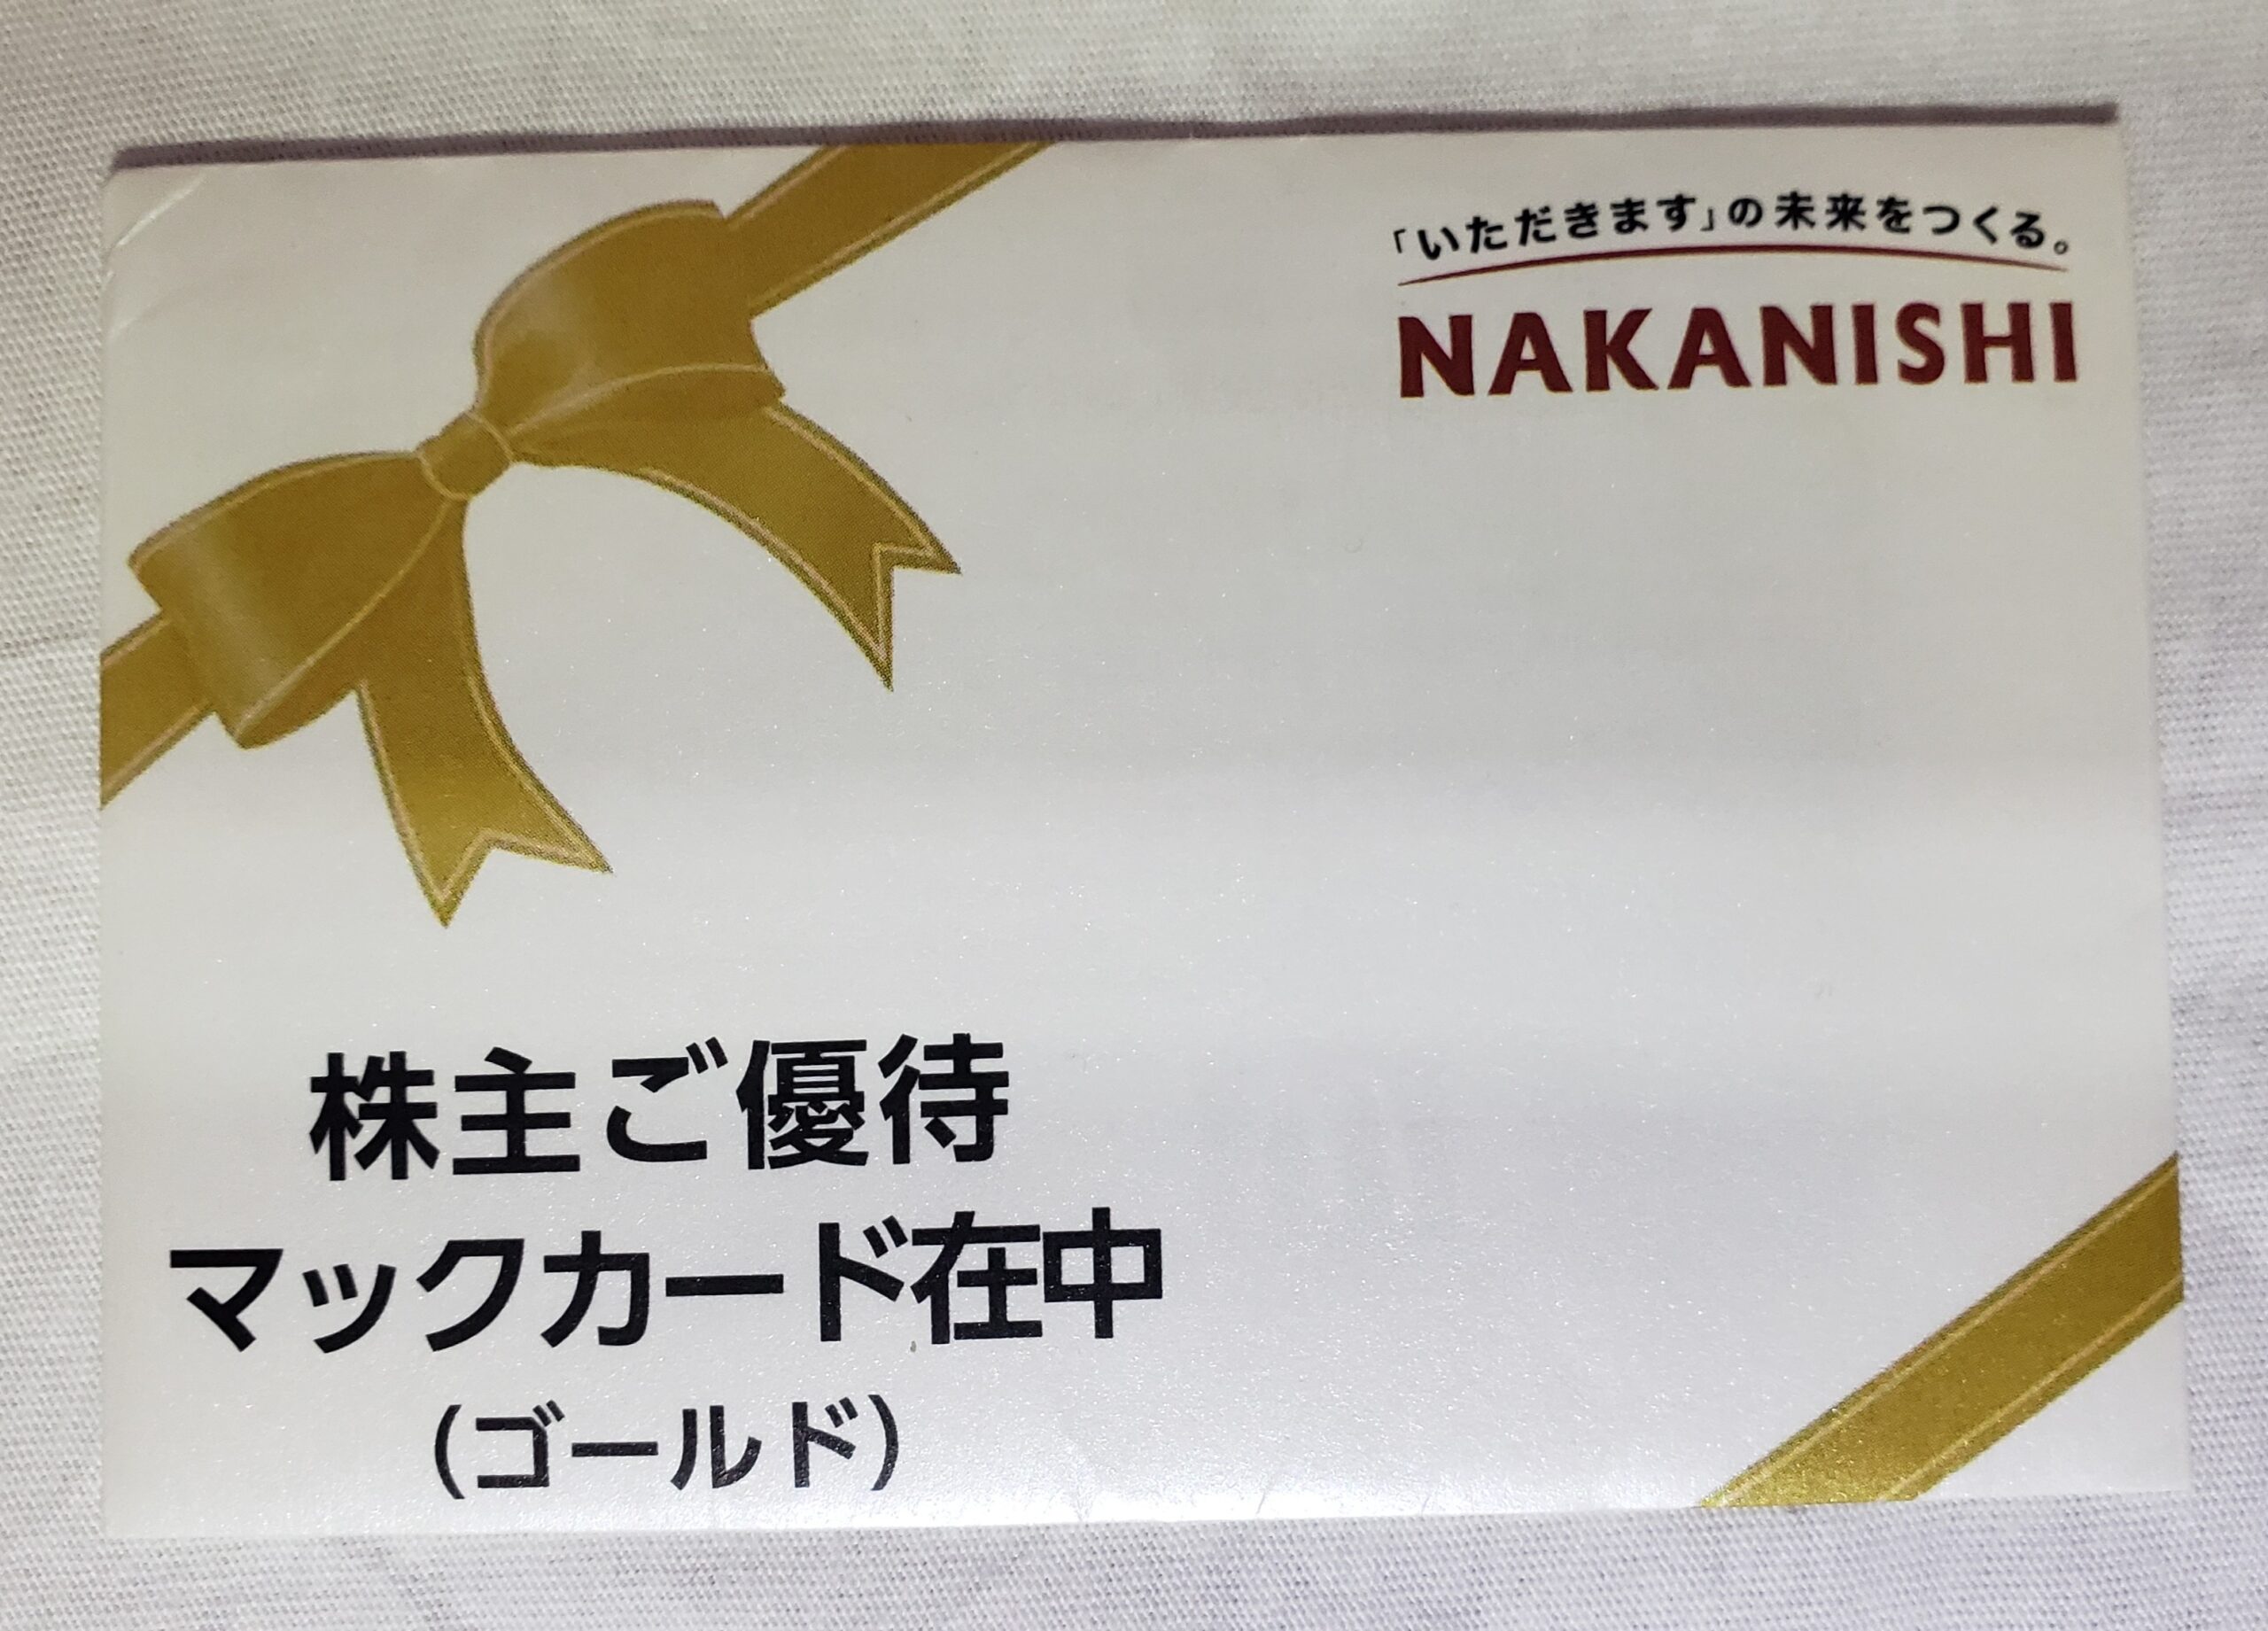 「いただきます」の未来をつくる。
NAKANISHI
株主ご優待
マックカード在中
(ゴールド)